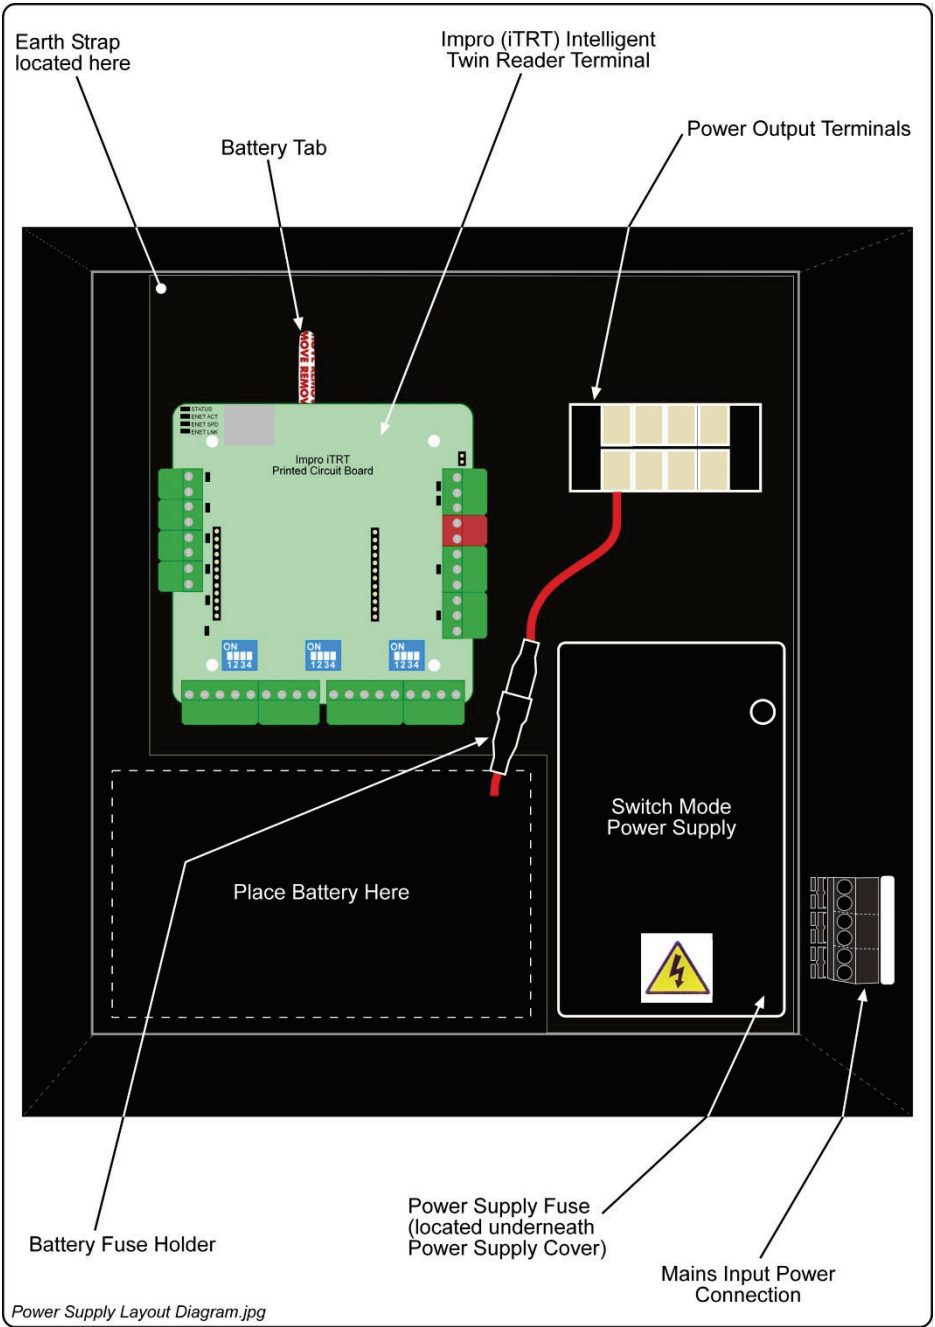 Earth Strap
located here
Impro (iTRT) Intelligent
Twin Reader Terminal
Power Output Terminals
Battery Tab
MOVE REMOV
STATUS
ENET ACT
ENET SPD
ENET LNK
Impro iTRT
Printed Circuit Board
ON
1234
ON
1234
ON
1234
Switch Mode
Power Supply
Place Battery Here
Battery Fuse Holder
Power Supply Fuse
(located underneath
Power Supply Cover)
Mains Input Power
Connection
Power Supply Layout Diagram.jpg